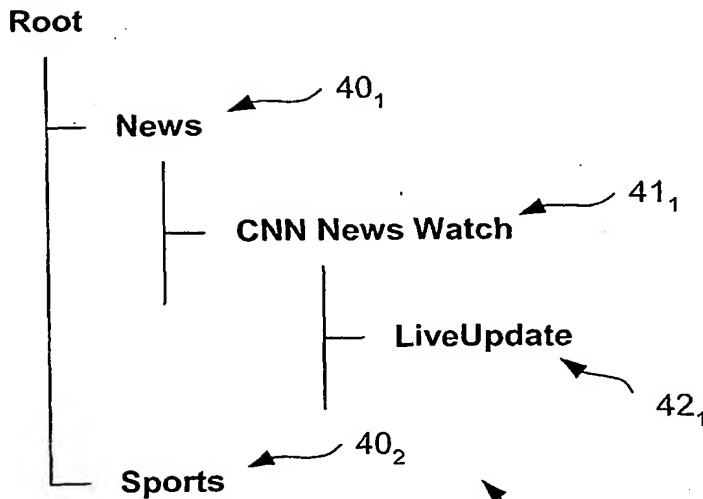 Root
News 40₁
CNN News Watch 41₁
LiveUpdate
42₁
Sports 40₂